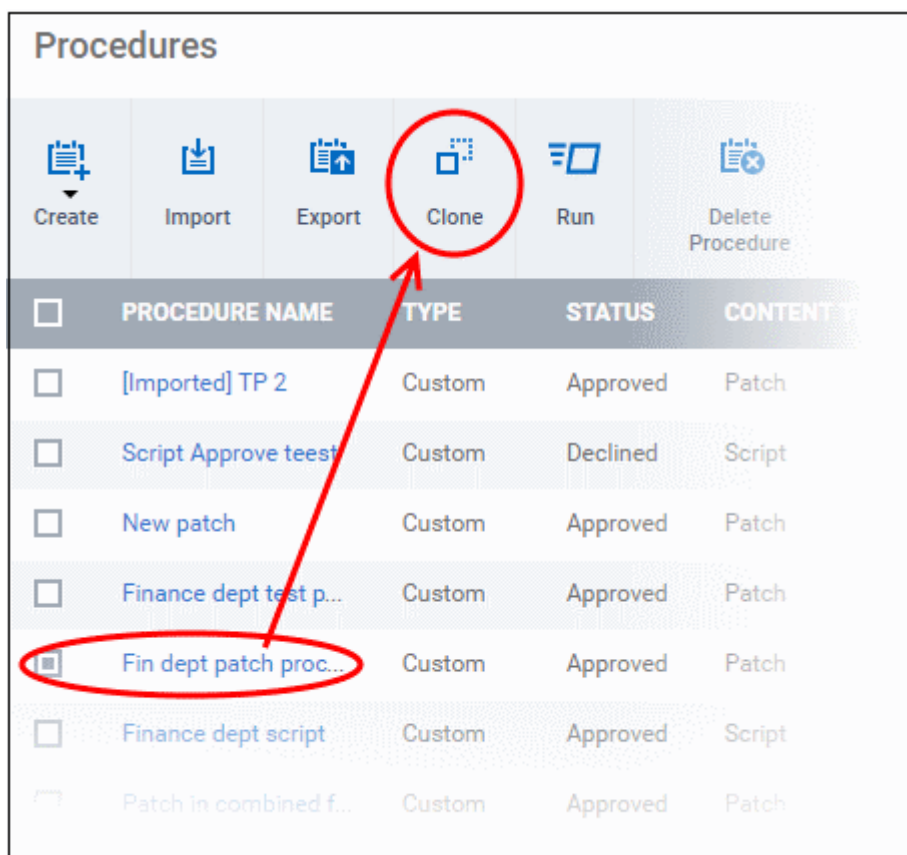 Procedures
Create Import Export Clone Run Delete Procedure
PROCEDURE NAME TYPE STATUS CONTENT T
[Imported] TP 2 Custom Approved Patch
Script Approve teest Custom Declined Script
New patch Custom Approved Patch
Finance dept test p... Custom Approved Patch
Fin dept patch proc... Custom Approved Patch
Finance dept script Custom Approved Script
Patch in combined f... Custom Approved Patch